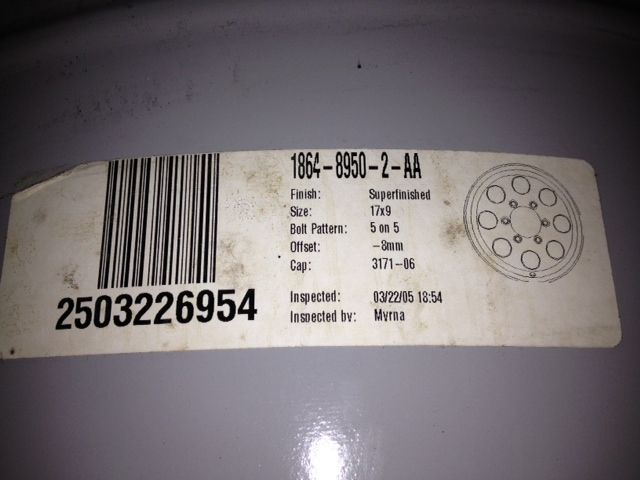 1864-8950-2-AA
Finish: Superfinished
Size: 17x9
Bolt Pattern: 5 on 5
Offset: -8mm
Cap: 3171-06
Inspected: 03/22/05 18:54
Inspected by: Myrna
2503226954